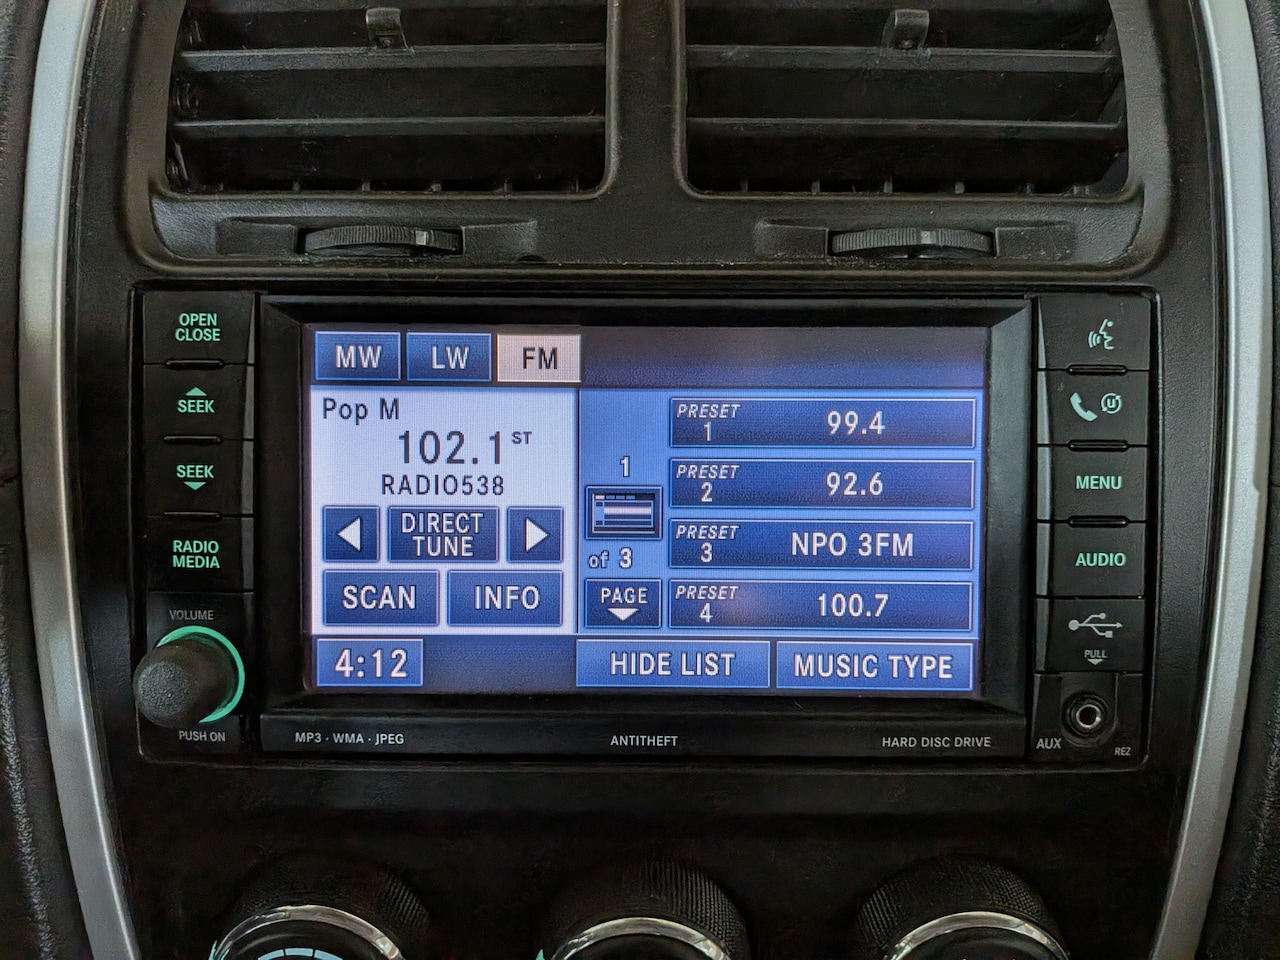 OPEN
CLOSE
SEEK
SEEK
RADIO
MEDIA
VOLUME
PUSH ON
MW LW FM
Pop M
102.1 ST
RADIO538
DIRECT
TUNE
SCAN INFO
4:12
1
of 3
PAGE
PRESET
1 99.4
PRESET
2 92.6
PRESET
3 NPO 3FM
PRESET
4 100.7
HIDE LIST MUSIC TYPE
MENU
AUDIO
PULL
AUX REZ
MP3 · WMA · JPEG ANTITHEFT HARD DISC DRIVE